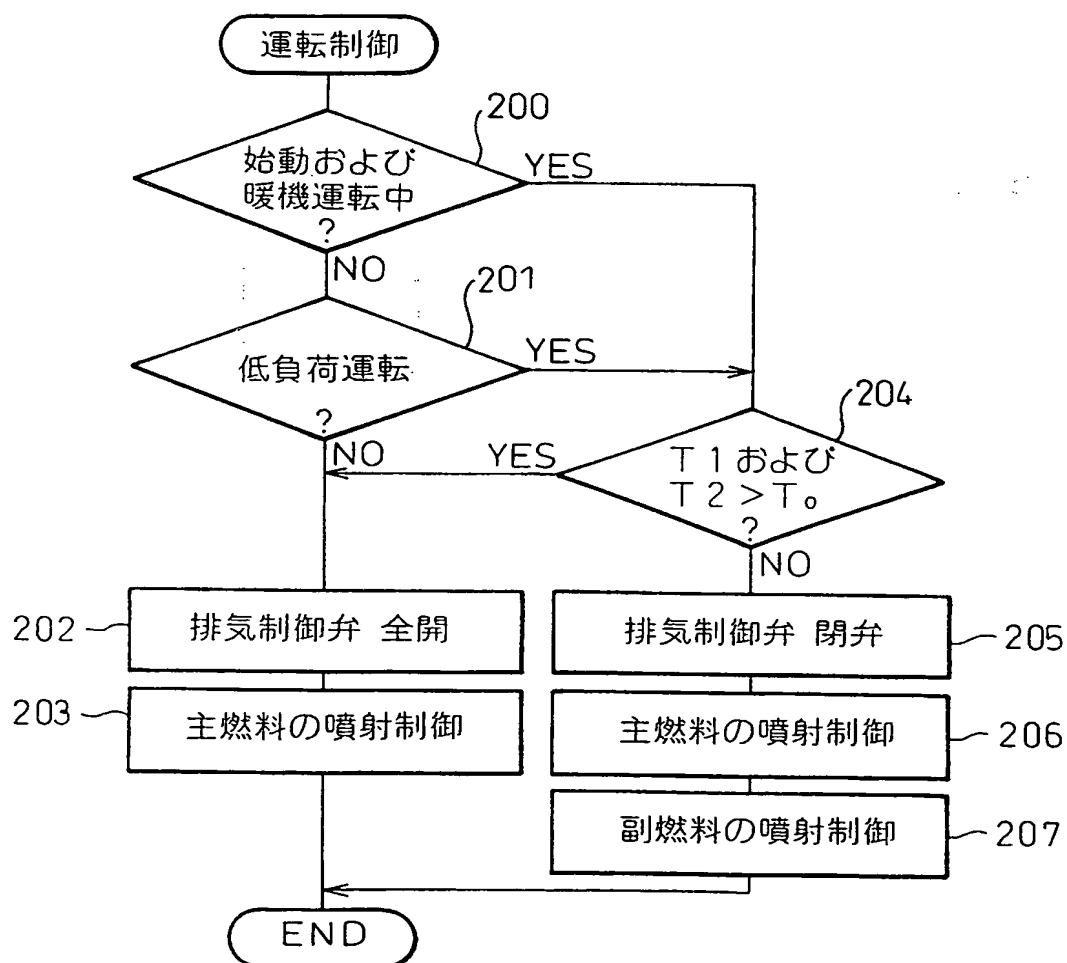 運転制御
200
始動および
暖機運転中
?
YES
NO
201
低負荷運転
?
YES
NO
204
T1および
T2>T₀
?
YES
NO
202
排気制御弁 全開
排気制御弁 閉弁
205
203
主燃料の噴射制御
主燃料の噴射制御
206
副燃料の噴射制御
207
END